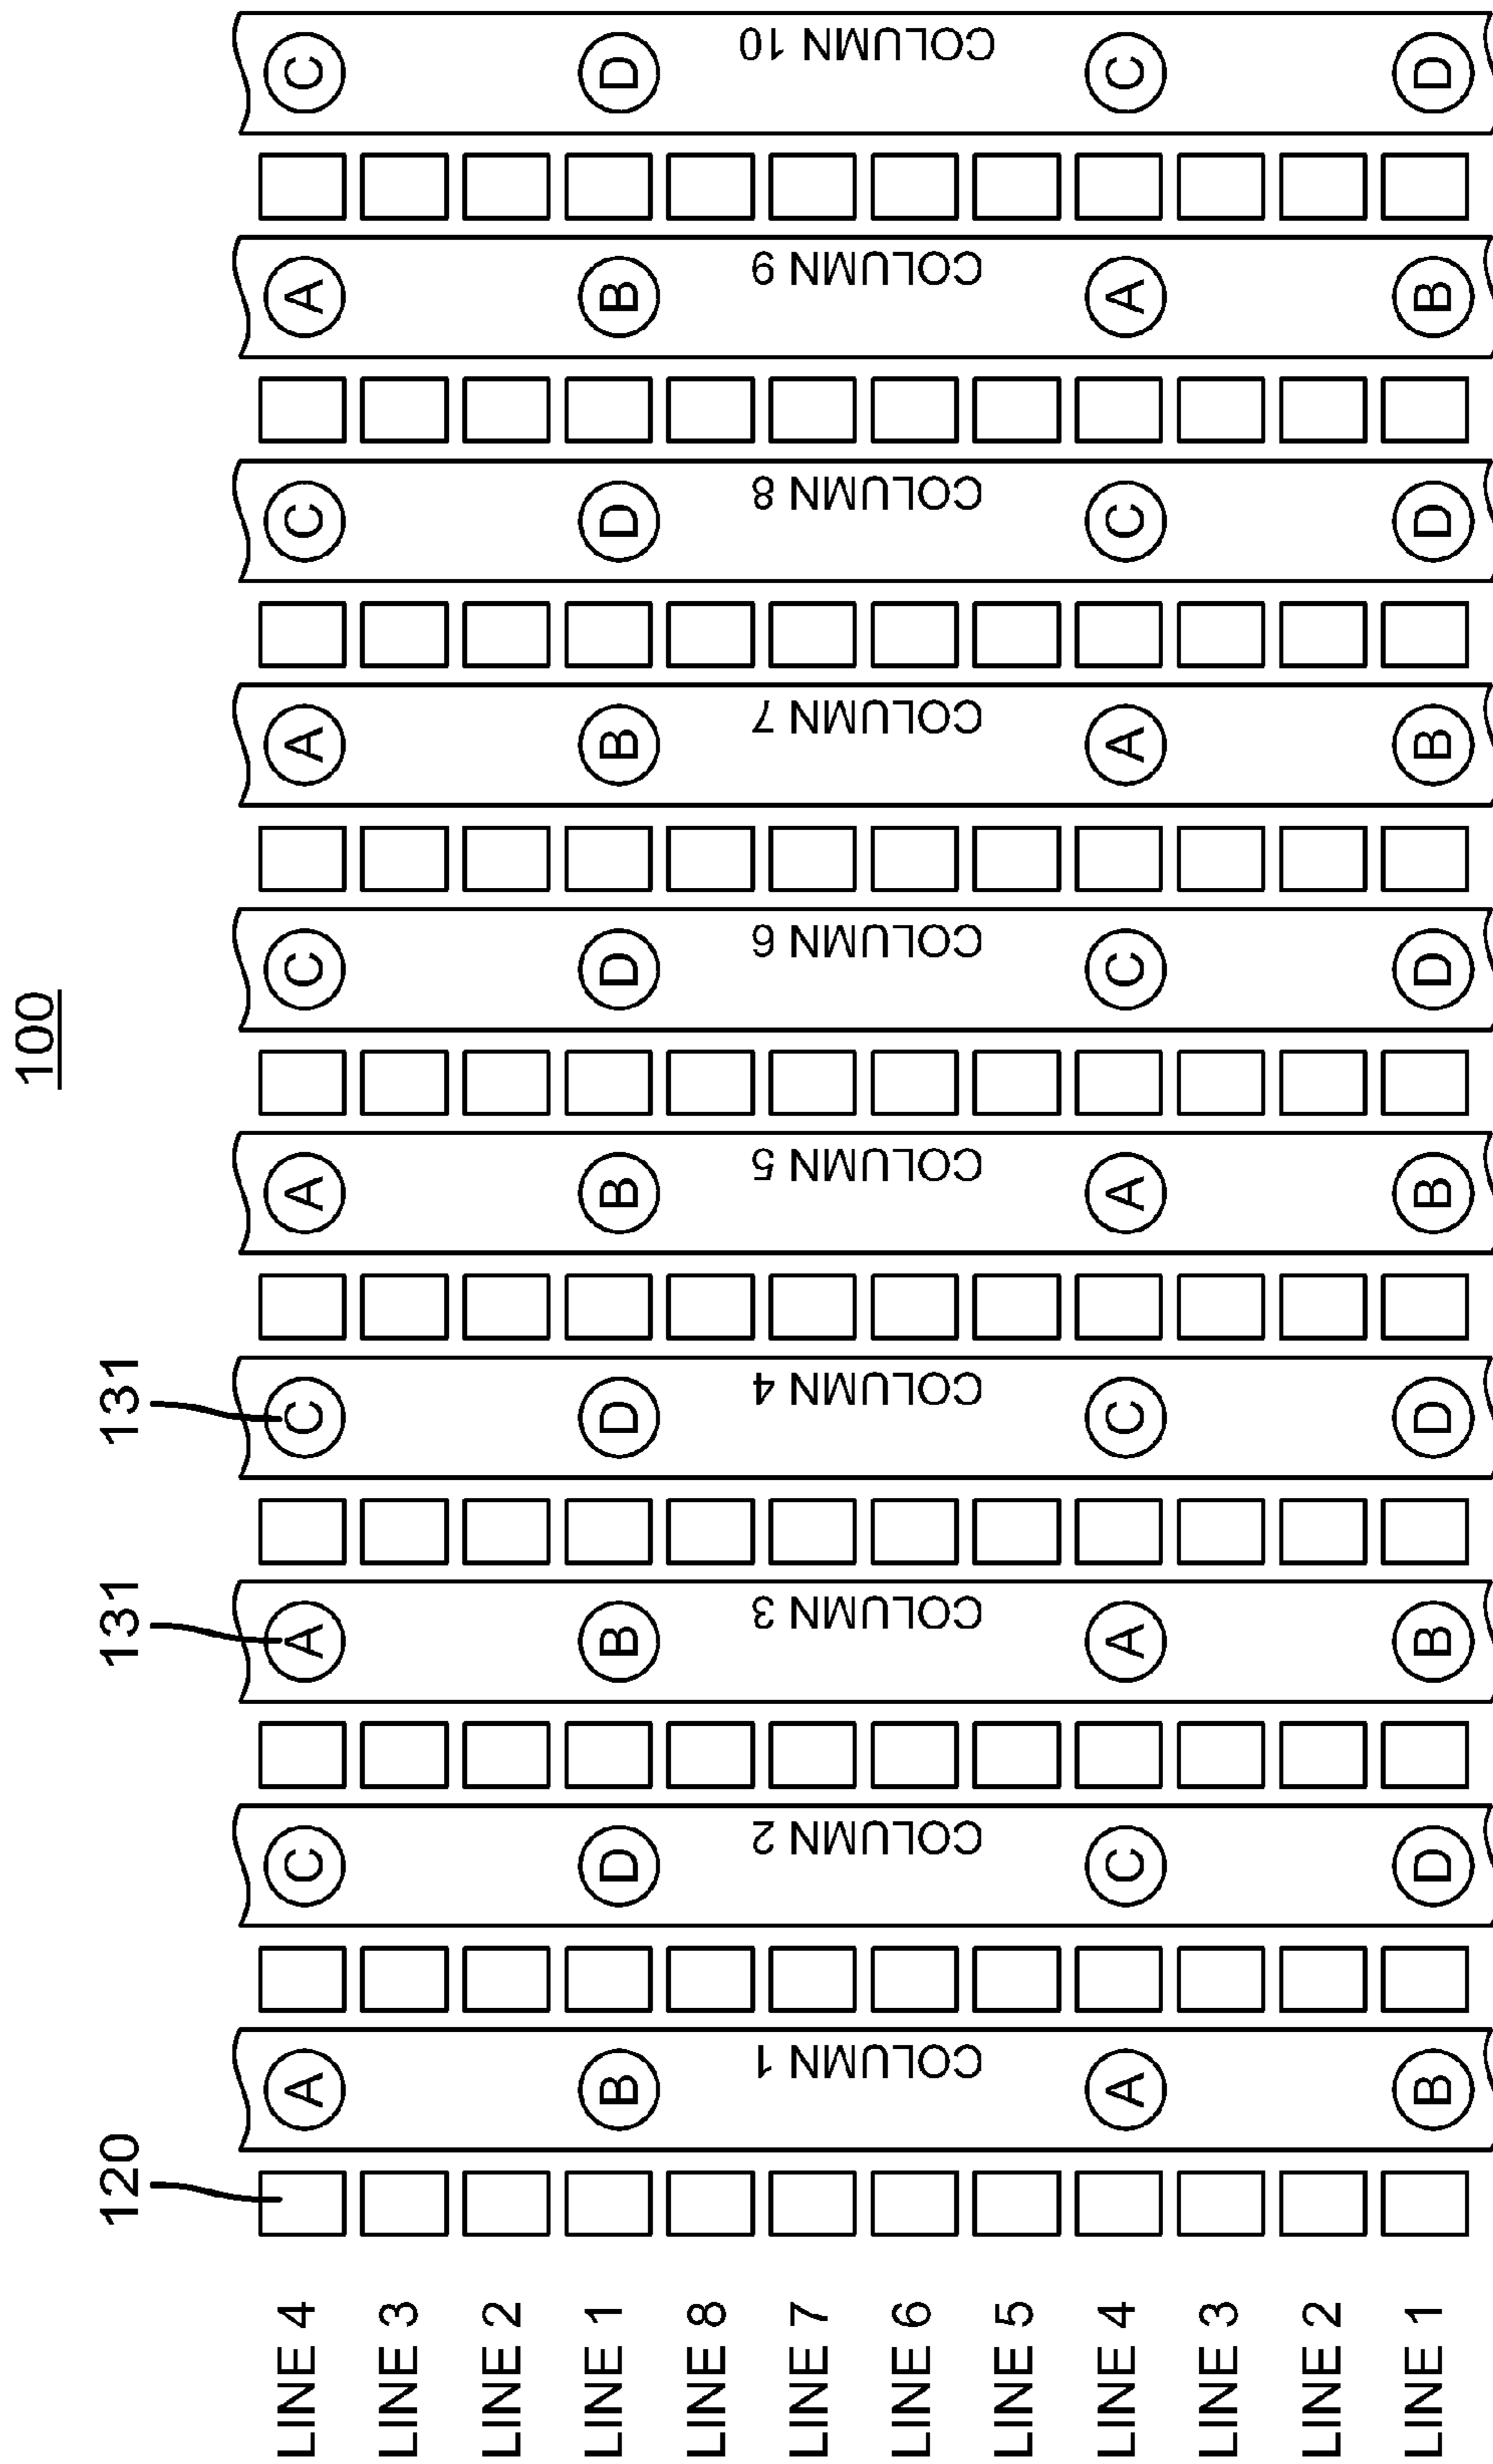 100
120 131 131
LINE 4 A C A C A C A C A C
LINE 3
LINE 2
LINE 1 B D B D B D B D B D
LINE 8
LINE 7
LINE 6
LINE 5
COLUMN 1
COLUMN 2
COLUMN 3
COLUMN 4
COLUMN 5
COLUMN 6
COLUMN 7
COLUMN 8
COLUMN 9
COLUMN 10
LINE 4 A C A C A C A C A C
LINE 3
LINE 2
LINE 1 B D B D B D B D B D